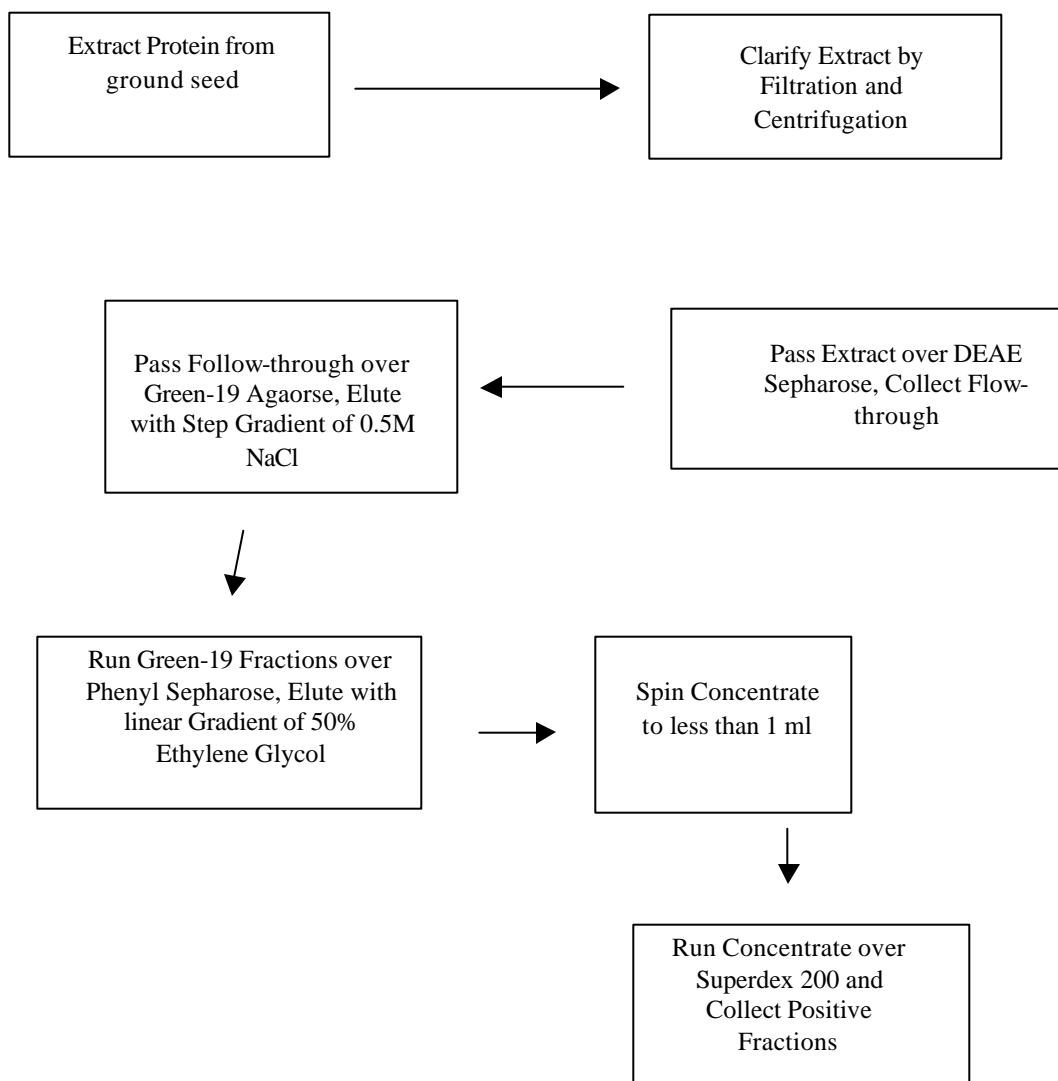 Extract Protein from
ground seed
Clarify Extract by
Filtration and
Centrifugation
Pass Extract over DEAE
Sepharose, Collect Flow-
through
Pass Follow-through over
Green-19 Agaorse, Elute
with Step Gradient of 0.5M
NaCl
Run Green-19 Fractions over
Phenyl Sepharose, Elute with
linear Gradient of 50%
Ethylene Glycol
Spin Concentrate
to less than 1 ml
Run Concentrate over
Superdex 200 and
Collect Positive
Fractions